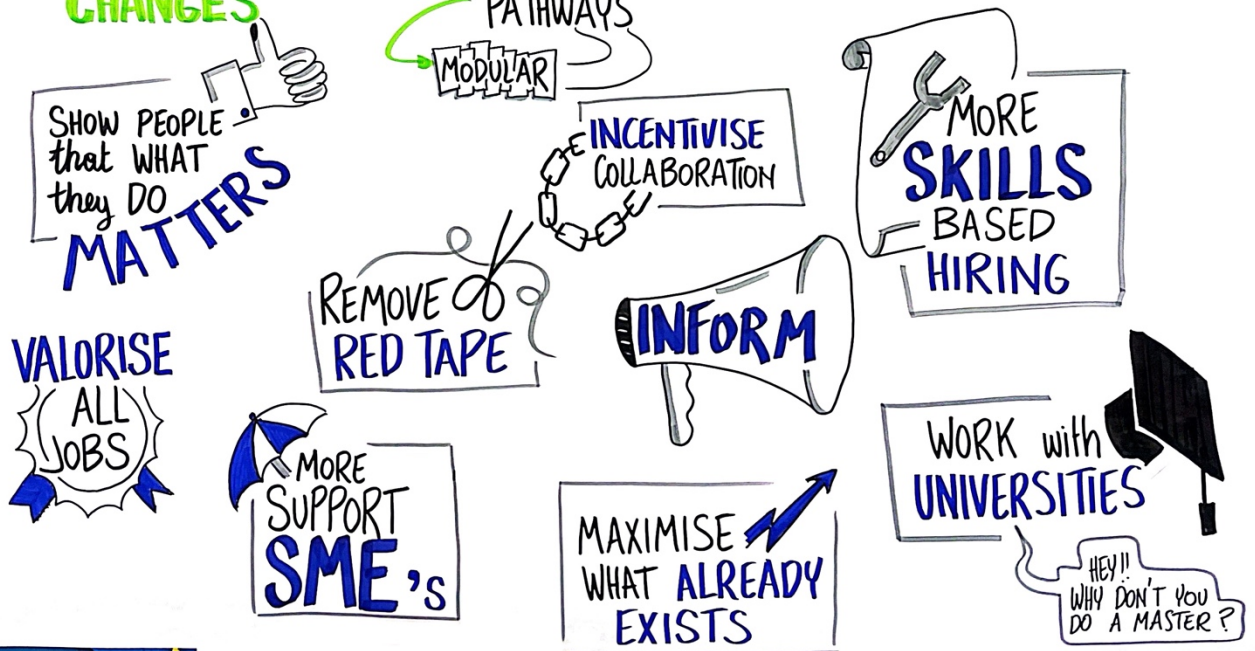 CHANGES
PATHWAYS
MODULAR
SHOW PEOPLE
that WHAT
they DO
MATTERS
INCENTIVISE
COLLABORATION
MORE
SKILLS
BASED
HIRING
REMOVE
RED TAPE
INFORM
VALORISE
ALL
JOBS
MORE
SUPPORT
SME's
MAXIMISE
WHAT ALREADY
EXISTS
WORK with
UNIVERSITIES
HEY!!
WHY DON'T YOU
DO A MASTER?